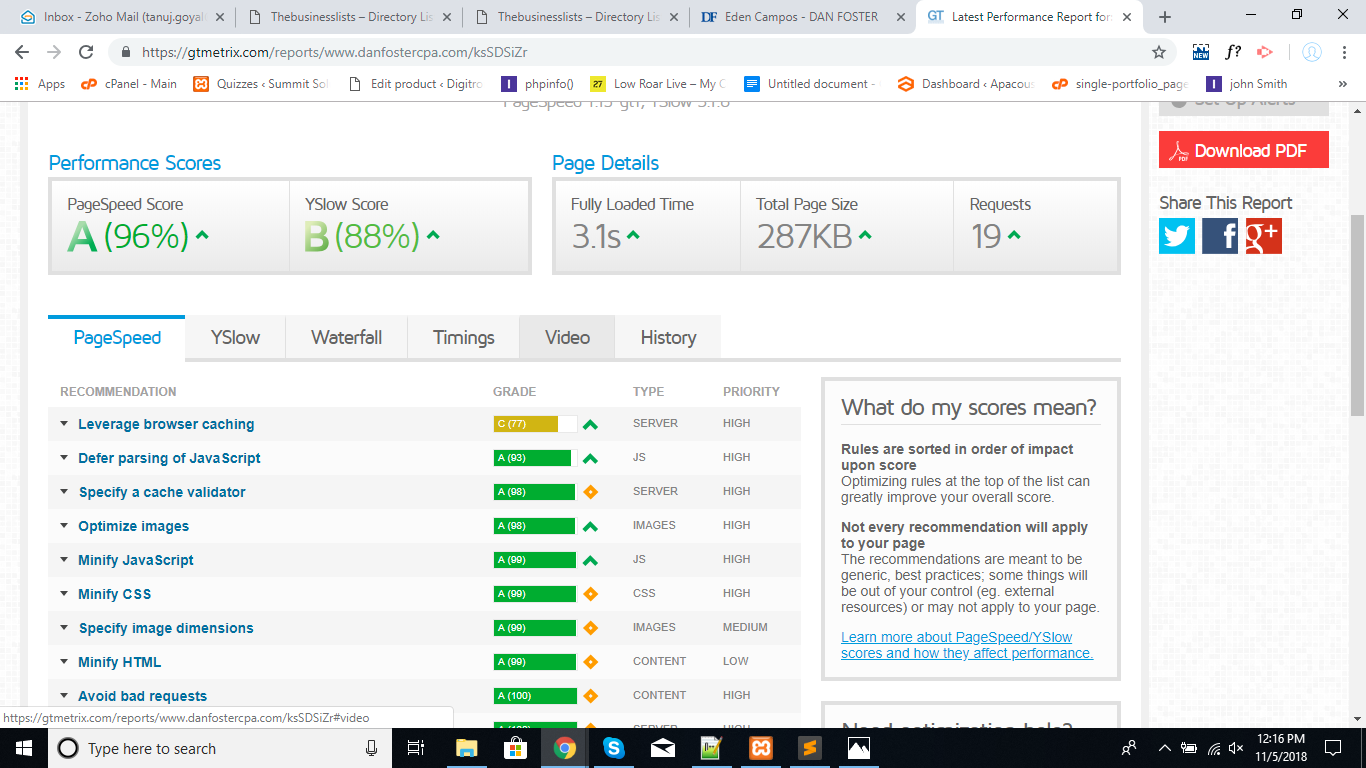 Inbox - Zoho Mail (tanuj.goyal
Thebusinesslists – Directory Lis
Thebusinesslists – Directory Lis
DF Eden Campos - DAN FOSTER
GT Latest Performance Report for:
https://gtmetrix.com/reports/www.danfostercpa.com/ksSDSiZr
NEW
f?
Apps
cP cPanel - Main
Quizzes ‹ Summit Sol
Edit product ‹ Digitro
phpinfo()
27 Low Roar Live – My C
Untitled document -
Dashboard ‹ Apacous
cP single-portfolio_page
john Smith
»
PageSpeed 1.15-gt1, YSlow 3.1.8
Set Up Alerts
Download PDF
Share This Report
Performance Scores
PageSpeed Score
A (96%)
YSlow Score
B (88%)
Page Details
Fully Loaded Time
3.1s
Total Page Size
287KB
Requests
19
PageSpeed
YSlow
Waterfall
Timings
Video
History
RECOMMENDATION GRADE TYPE PRIORITY
Leverage browser caching C (77) SERVER HIGH
Defer parsing of JavaScript A (93) JS HIGH
Specify a cache validator A (98) SERVER HIGH
Optimize images A (98) IMAGES HIGH
Minify JavaScript A (99) JS HIGH
Minify CSS A (99) CSS HIGH
Specify image dimensions A (99) IMAGES MEDIUM
Minify HTML A (99) CONTENT LOW
Avoid bad requests A (100) CONTENT HIGH
What do my scores mean?
Rules are sorted in order of impact
upon score
Optimizing rules at the top of the list can
greatly improve your overall score.
Not every recommendation will apply
to your page
The recommendations are meant to be
generic, best practices; some things will
be out of your control (eg. external
resources) or may not apply to your page.
Learn more about PageSpeed/YSlow
scores and how they affect performance.
Need optimization help?
https://gtmetrix.com/reports/www.danfostercpa.com/ksSDSiZr#video
Type here to search
12:16 PM
11/5/2018